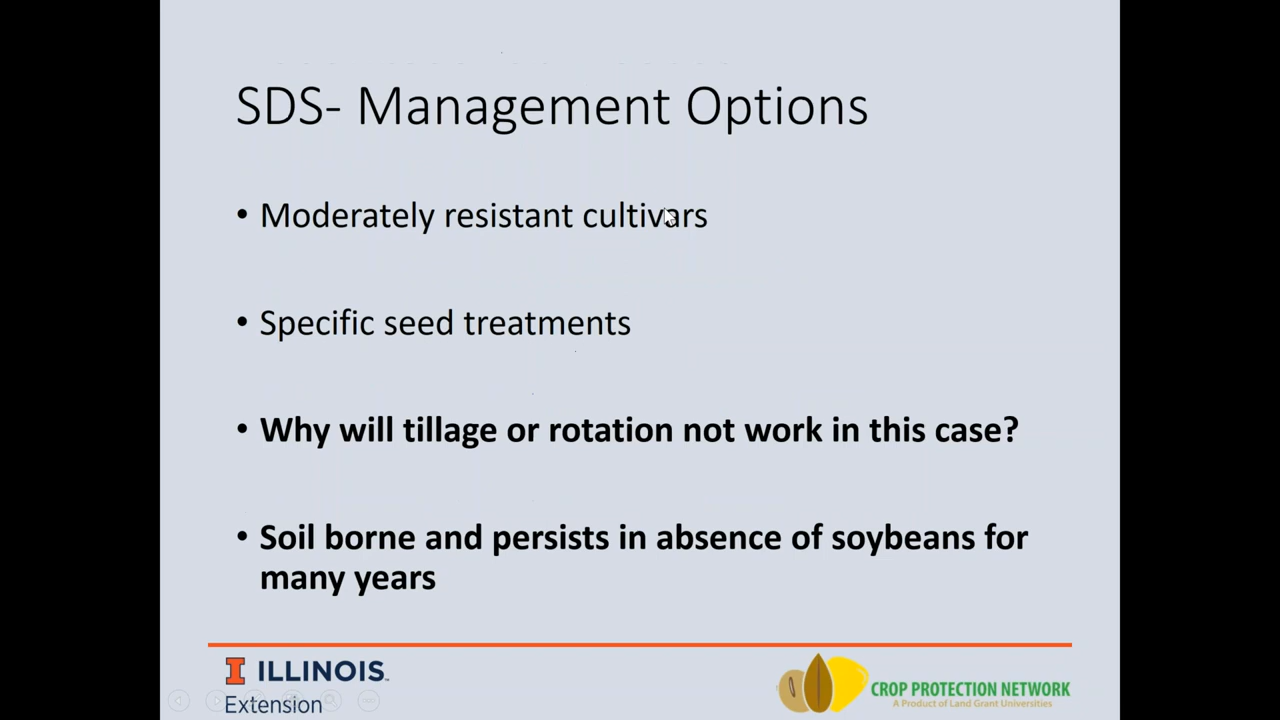 SDS- Management Options
• Moderately resistant cultivars
• Specific seed treatments
• Why will tillage or rotation not work in this case?
• Soil borne and persists in absence of soybeans for
many years
I ILLINOIS
Extension
CROP PROTECTION NETWORK
A Product of Land Grant Universities